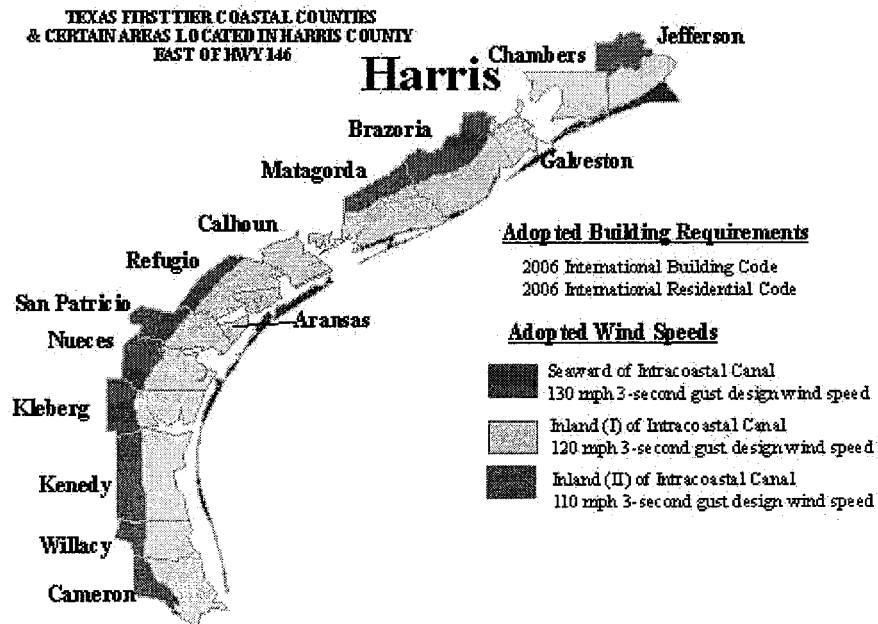 TEXAS FIRST TIER COASTAL COUNTIES
& CERTAIN AREAS LOCATED IN HARRIS COUNTY
EAST OF HWY 146
Jefferson
Chambers
Harris
Brazoria
Galveston
Matagorda
Calhoun
Refugio
San Patricio
Aransas
Nueces
Kleberg
Kenedy
Willacy
Cameron
Adopted Building Requirements
2006 International Building Code
2006 International Residential Code
Adopted Wind Speeds
Seaward of Intracoastal Canal
130 mph 3-second gust design wind speed
Inland (I) of Intracoastal Canal
120 mph 3-second gust design wind speed
Inland (II) of Intracoastal Canal
110 mph 3-second gust design wind speed